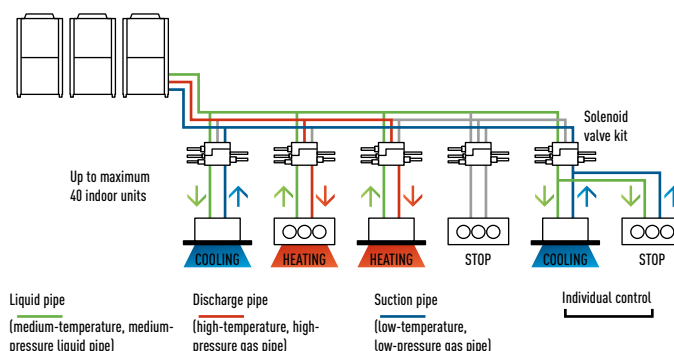 Solenoid
valve kit
Up to maximum
40 indoor units
COOLING
HEATING
HEATING
STOP
COOLING
STOP
Liquid pipe
(medium-temperature, medium-
pressure liquid pipe)
Discharge pipe
(high-temperature, high-
pressure gas pipe)
Suction pipe
(low-temperature,
low-pressure gas pipe)
Individual control